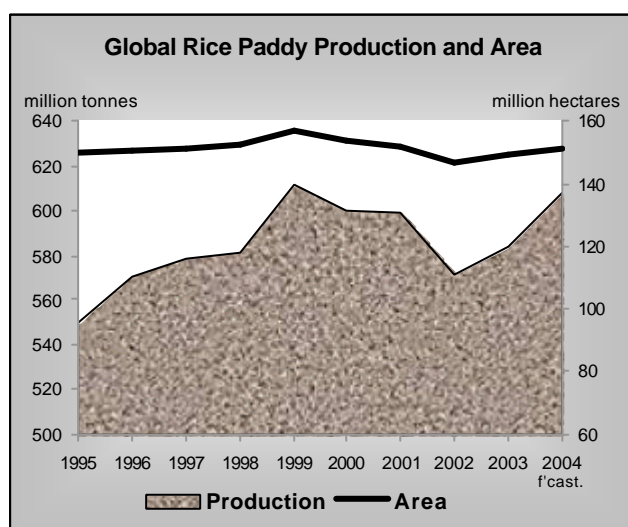 Global Rice Paddy Production and Area
million tonnes million hectares
640 160
620 140
600 120
580 100
560 80
540 60
520
500
1995 1996 1997 1998 1999 2000 2001 2002 2003 2004
f'cast.
Production Area